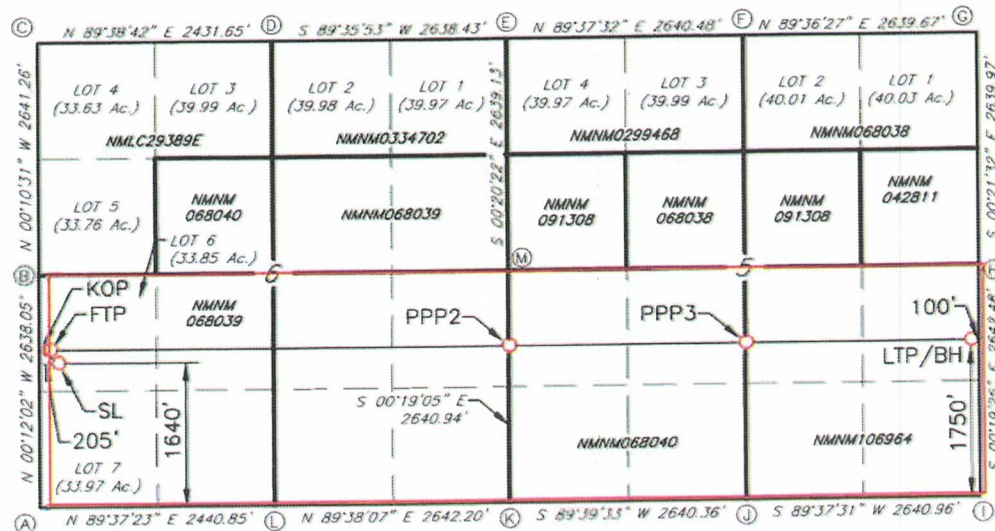 C
N 89°38'42" E 2431.65'
D
S 89°35'53" W 2638.43'
E
N 89°37'32" E 2640.48'
F
N 89°36'27" E 2639.67'
G
N 00°10'31" W 2641.26'
LOT 4
(33.63 Ac.)
LOT 3
(39.99 Ac.)
LOT 2
(39.98 Ac.)
LOT 1
(39.97 Ac.)
S 00°20'22" E 2639.13'
LOT 4
(39.97 Ac.)
LOT 3
(39.99 Ac.)
LOT 2
(40.01 Ac.)
LOT 1
(40.03 Ac.)
S 00°21'32" E 2639.97'
NMLC29389E
NMNM0334702
NMNM0299468
NMNM068038
LOT 5
(33.76 Ac.)
NMNM
068040
NMNM068039
NMNM
091308
NMNM
068038
NMNM
091308
NMNM
042811
LOT 6
(33.85 Ac.)
B
6
M
5
KOP
FTP
NMNM
068039
PPP2
PPP3
100'
LTP/BH
N 00°12'02" W 2638.05'
SL
205'
1640'
S 00°19'05" E
2640.94'
1750'
LOT 7
(33.97 Ac.)
NMNM068040
NMNM106964
A
N 89°37'23" E 2440.85'
L
N 89°38'07" E 2642.20'
K
S 89°39'33" W 2640.36'
J
S 89°37'31" W 2640.96'
I